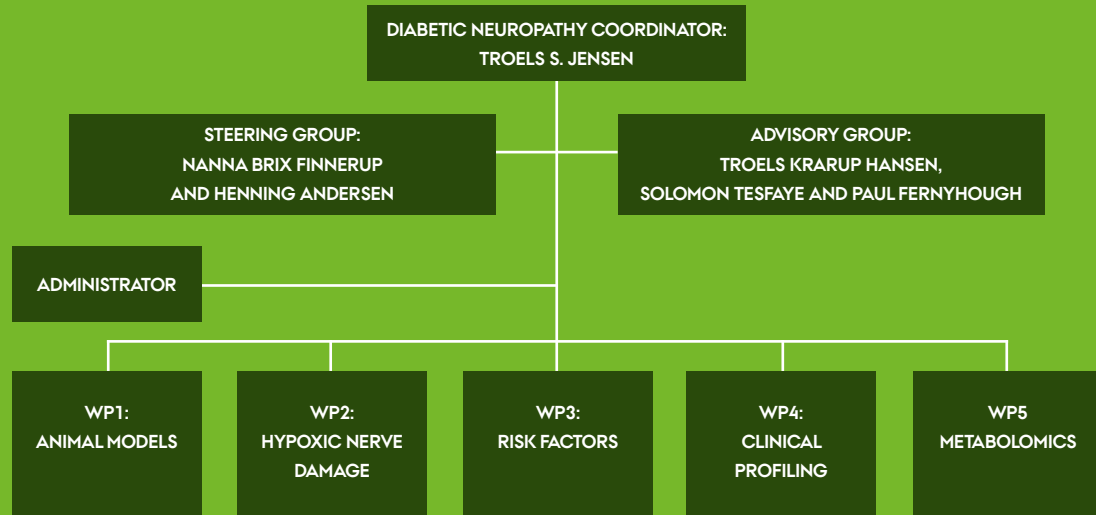 DIABETIC NEUROPATHY COORDINATOR:
TROELS S. JENSEN
STEERING GROUP:
NANNA BRIX FINNERUP
AND HENNING ANDERSEN
ADVISORY GROUP:
TROELS KRARUP HANSEN,
SOLOMON TESFAYE AND PAUL FERNYHOUGH
ADMINISTRATOR
WP1:
ANIMAL MODELS
WP2:
HYPOXIC NERVE
DAMAGE
WP3:
RISK FACTORS
WP4:
CLINICAL
PROFILING
WP5
METABOLOMICS